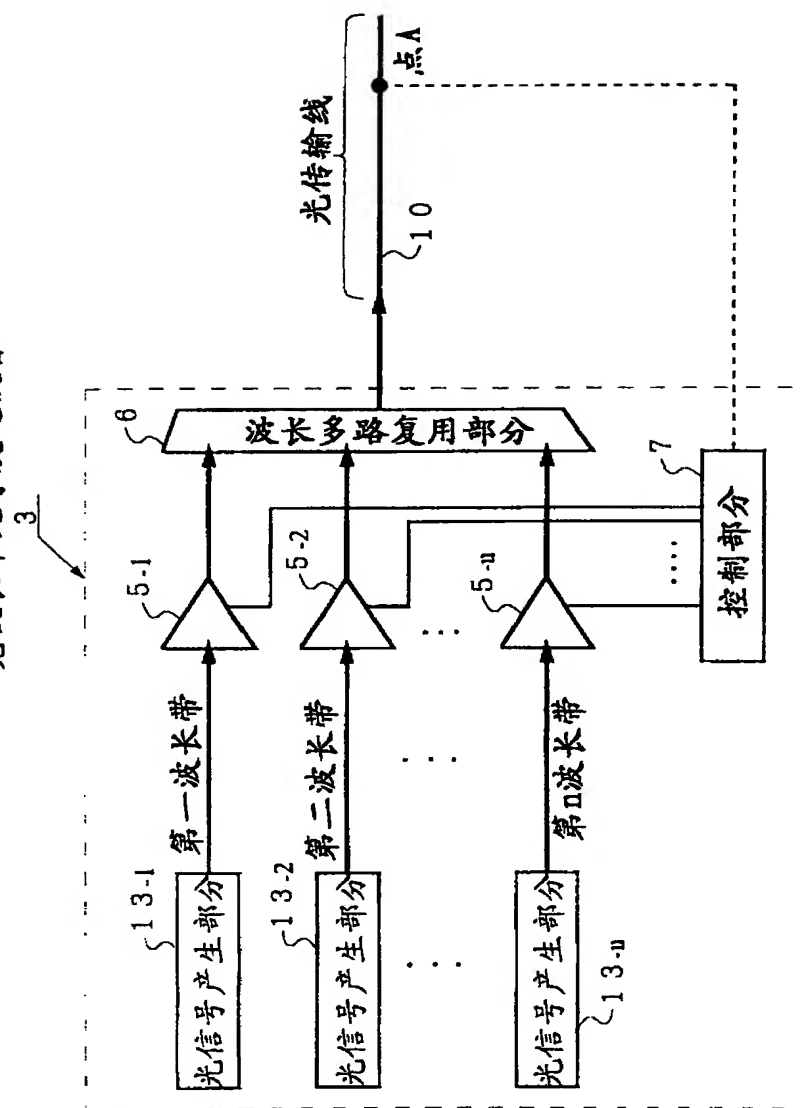 3
13-1
第一波长带
5-1
6
光信号产生部分
13-2
第二波长带
5-2
波长多路复用部分
光传输线
10
点A
光信号产生部分
. . .
. . .
. . .
5-u
第n波长带
光信号产生部分
13-u
7
. . . .
控制部分